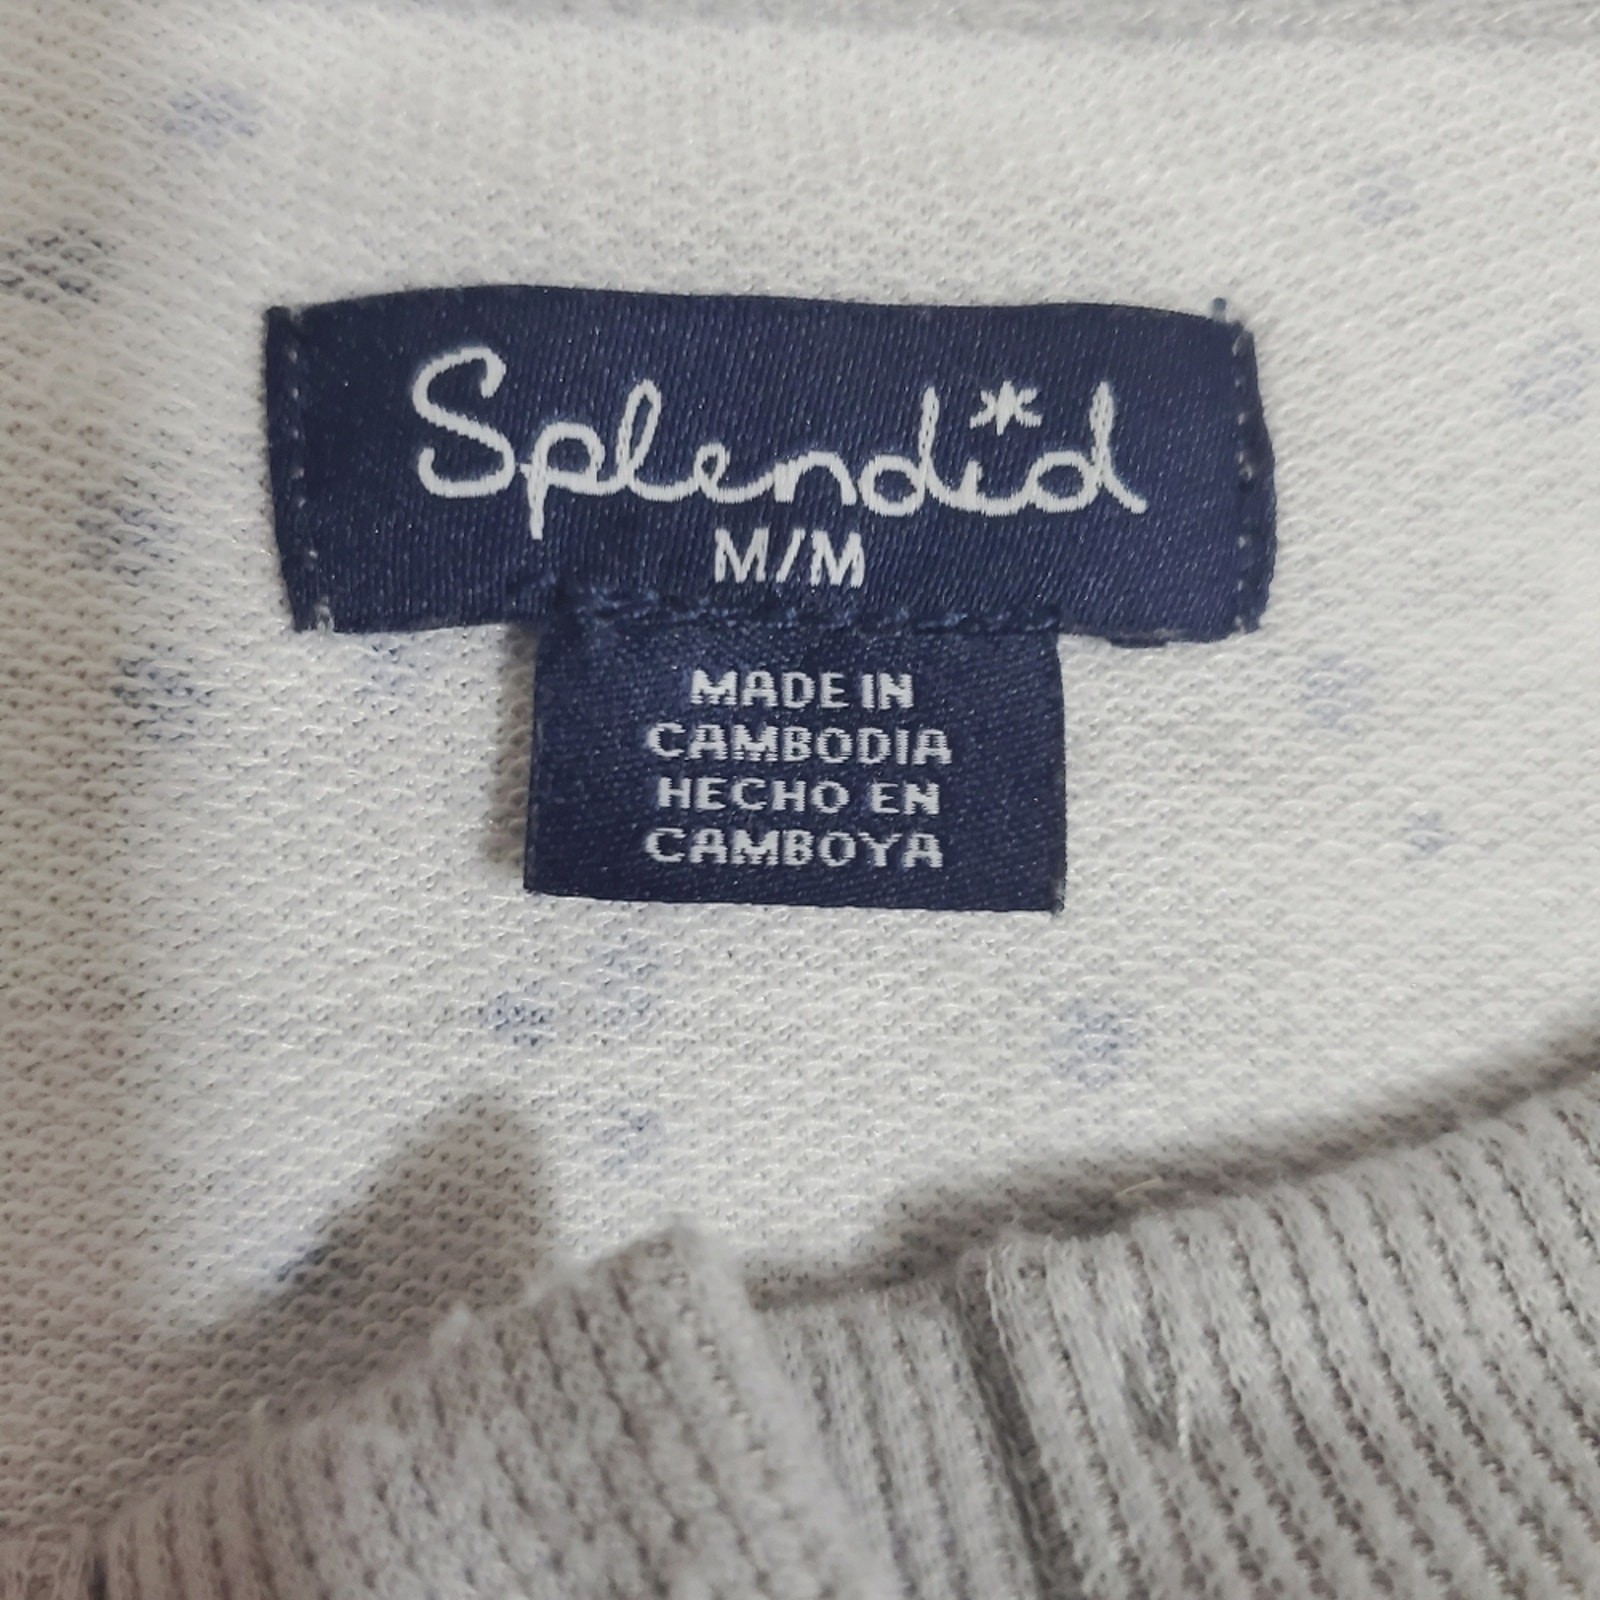 Splendid
M/M
MADE IN
CAMBODIA
HECHO EN
CAMBOYA